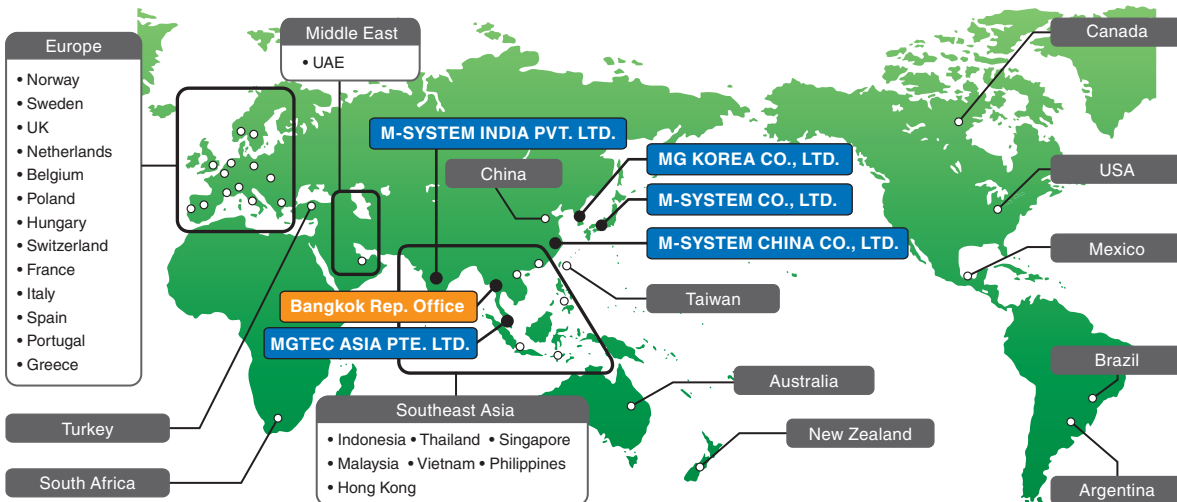 Europe
• Norway
• Sweden
• UK
• Netherlands
• Belgium
• Poland
• Hungary
• Switzerland
• France
• Italy
• Spain
• Portugal
• Greece
Middle East
• UAE
Canada
M-SYSTEM INDIA PVT. LTD.
MG KOREA CO., LTD.
China
USA
M-SYSTEM CO., LTD.
M-SYSTEM CHINA CO., LTD.
Mexico
Bangkok Rep. Office
Taiwan
MGTEC ASIA PTE. LTD.
Brazil
Australia
Southeast Asia
• Indonesia • Thailand • Singapore
• Malaysia • Vietnam • Philippines
• Hong Kong
Turkey
New Zealand
South Africa
Argentina